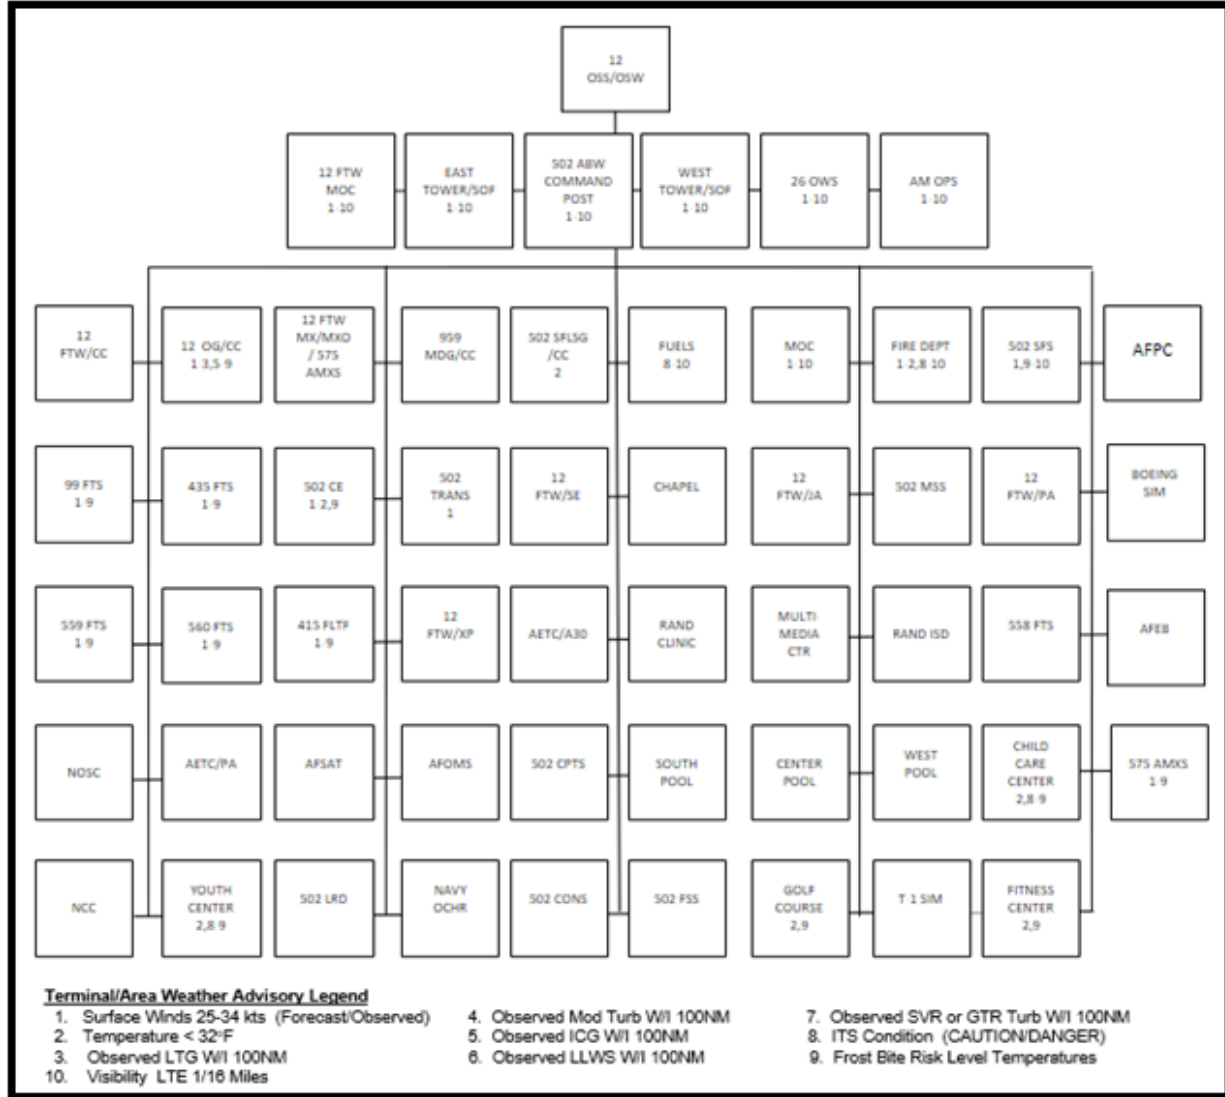 12
OSS/OSW
12 FTW
MOC
1-10
EAST
TOWER/SOF
1-10
502 ABW
COMMAND
POST
1-10
WEST
TOWER/SOF
1-10
26 OWS
1-10
AM OPS
1-10
12
FTW/CC
12 OG/CC
1-3,5-9
12 FTW
MX/MXO
/ 575
AMXS
959
MDG/CC
502 SFLSG
/CC
2
FUELS
8-10
MOC
1-10
FIRE DEPT
1-2,8-10
502 SFS
1,9-10
AFPC
99 FTS
1-9
435 FTS
1-9
502 CE
1-2,9
502
TRANS
1
12
FTW/SE
CHAPEL
12
FTW/JA
502 MSS
12
FTW/PA
BOEING
SIM
559 FTS
1-9
560 FTS
1-9
415 FLTF
1-9
12
FTW/XP
AETC/A30
RAND
CLINIC
MULTI-
MEDIA
CTR
RAND ISD
558 FTS
AFEB
NOSC
AETC/PA
AFSAT
AFOMS
502 CPTS
SOUTH
POOL
CENTER
POOL
WEST
POOL
CHILD
CARE
CENTER
2,8-9
575 AMXS
1-9
NCC
YOUTH
CENTER
2,8-9
502 LRD
NAVY
OCHR
502 CONS
502 FSS
GOLF
COURSE
2,9
T-1 SIM
FITNESS
CENTER
2,9
Terminal/Area Weather Advisory Legend
1. Surface Winds 25-34 kts (Forecast/Observed)
2. Temperature < 32°F
3. Observed LTG W/I 100NM
10. Visibility LTE 1/16 Miles
4. Observed Mod Turb W/I 100NM
5. Observed ICG W/I 100NM
6. Observed LLWS W/I 100NM
7. Observed SVR or GTR Turb W/I 100NM
8. ITS Condition (CAUTION/DANGER)
9. Frost Bite Risk Level Temperatures